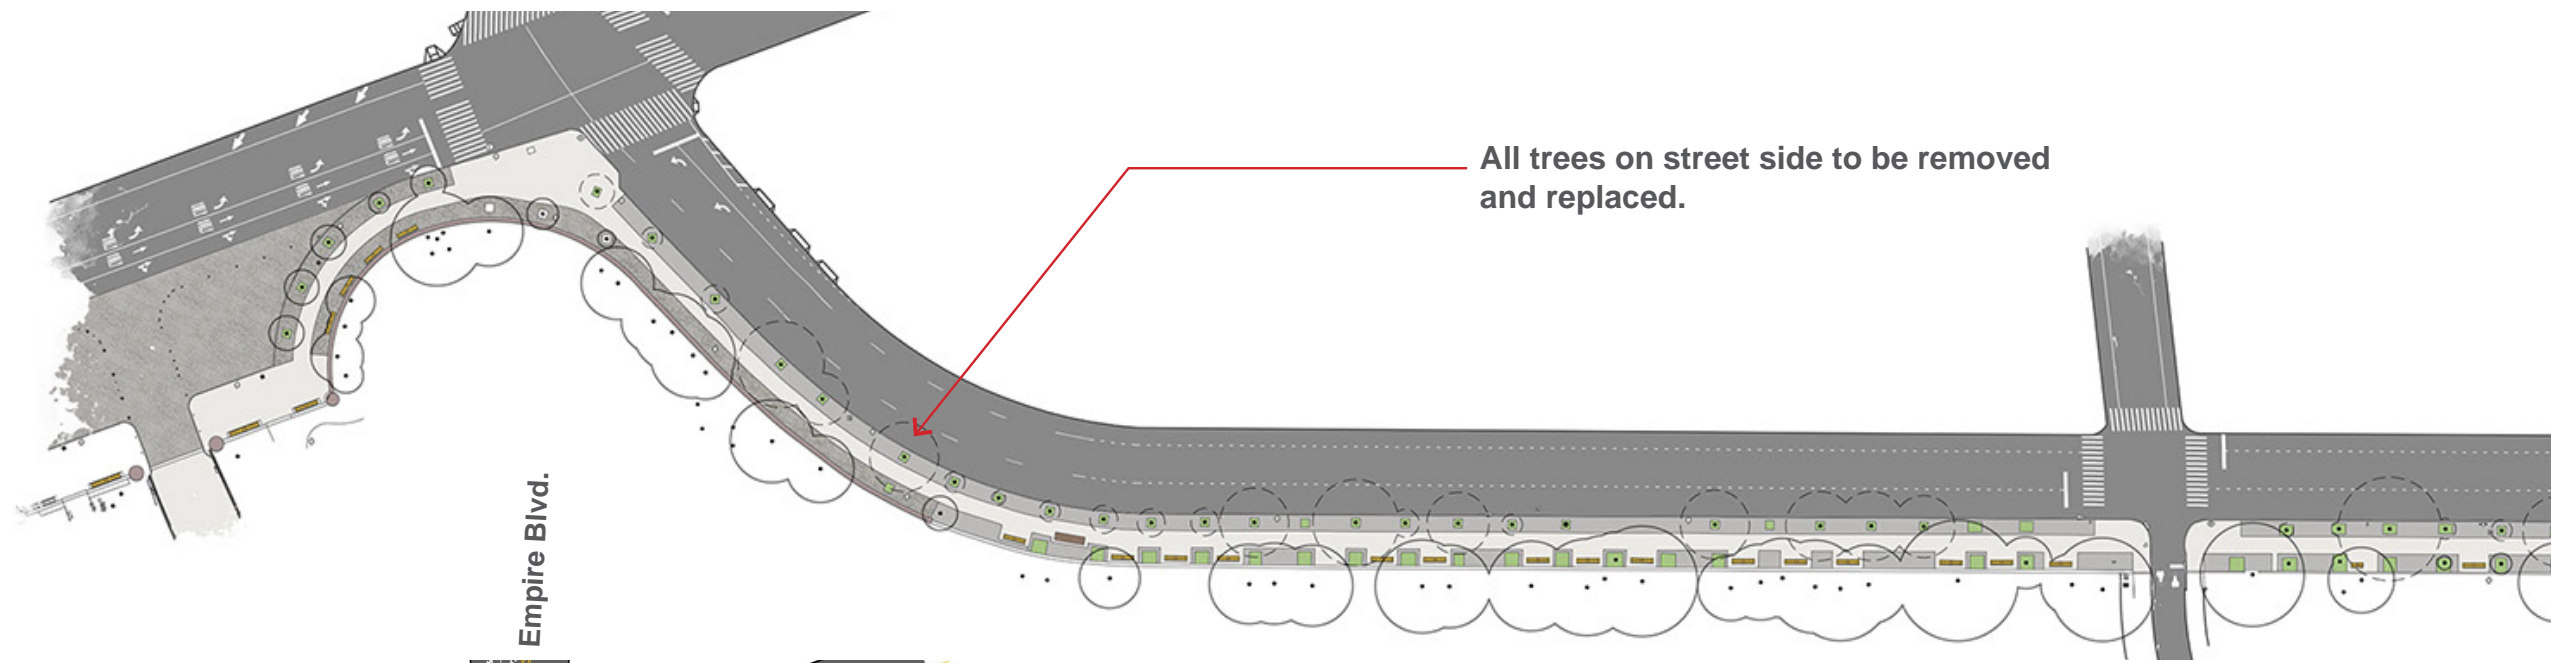 All trees on street side to be removed
and replaced.
Empire Blvd.